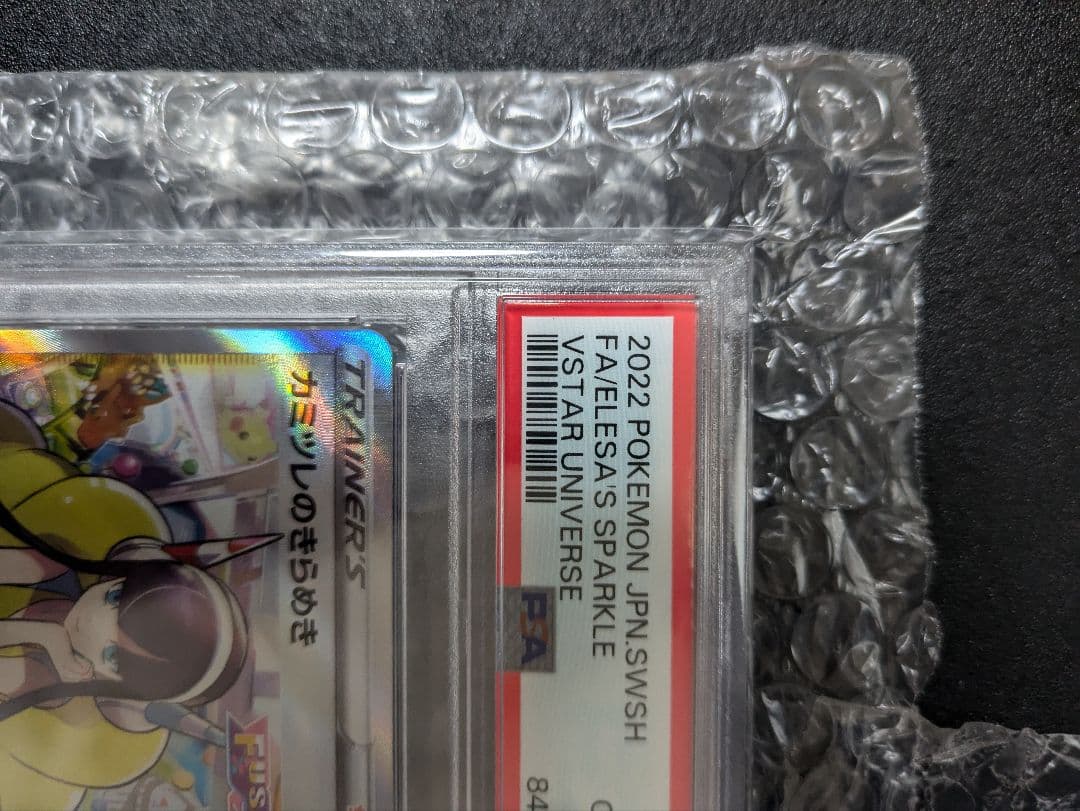 2022 POKEMON JPN.SWSH
FA/ELESA'S SPARKLE
VSTAR UNIVERSE
PSA
84
TRAINER'S
カミツレのきらめき
FUS